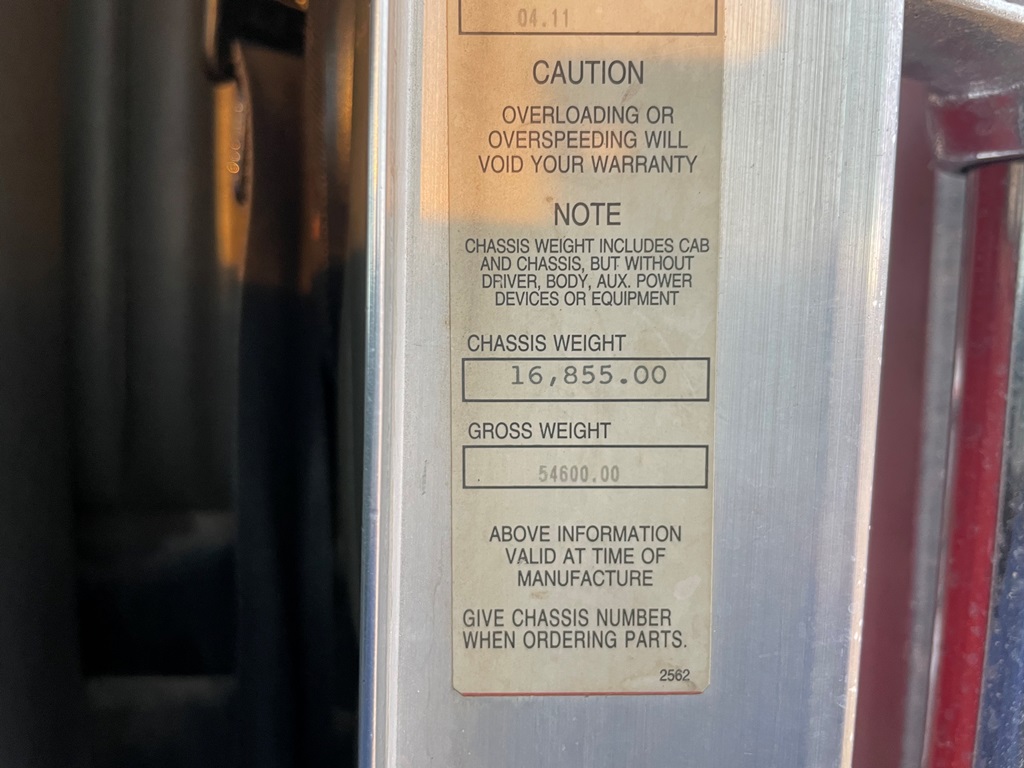 04.11
CAUTION
OVERLOADING OR
OVERSPEEDING WILL
VOID YOUR WARRANTY
NOTE
CHASSIS WEIGHT INCLUDES CAB
AND CHASSIS, BUT WITHOUT
DRIVER, BODY, AUX. POWER
DEVICES OR EQUIPMENT
CHASSIS WEIGHT
16,855.00
GROSS WEIGHT
54600.00
ABOVE INFORMATION
VALID AT TIME OF
MANUFACTURE
GIVE CHASSIS NUMBER
WHEN ORDERING PARTS.
2562